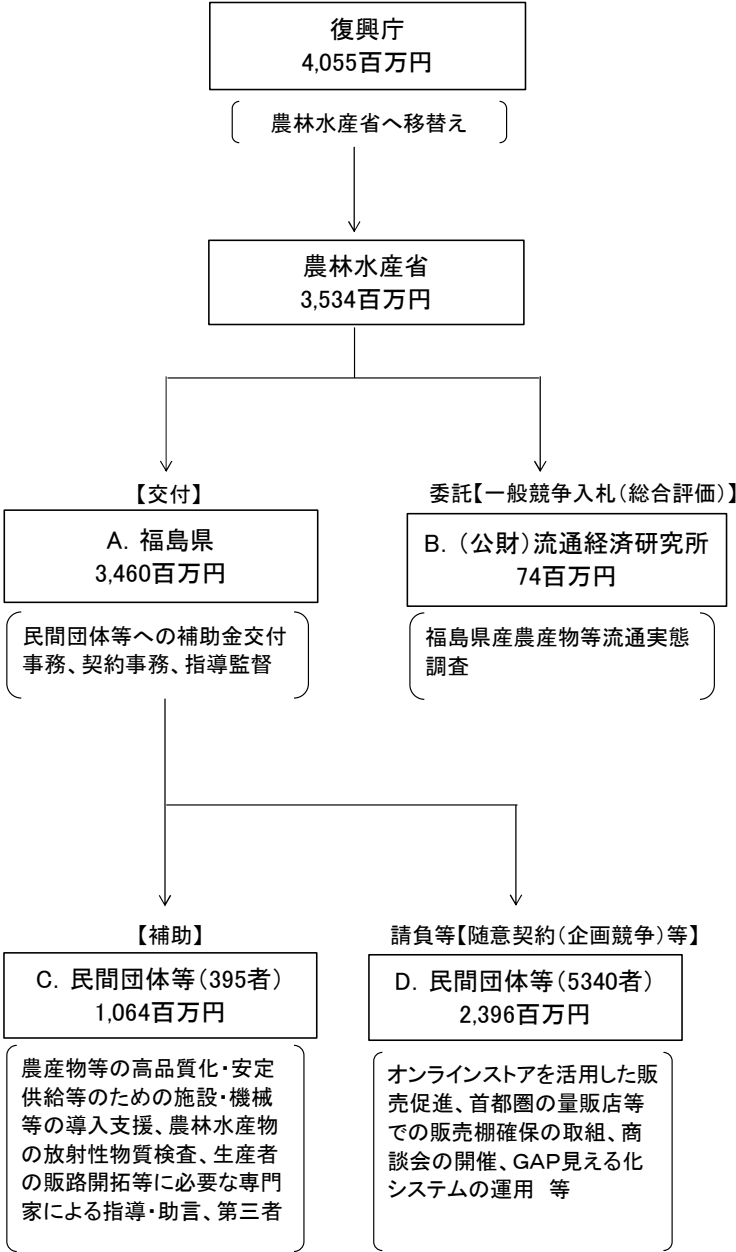 復興庁
4,055百万円
農林水産省へ移替え
農林水産省
3,534百万円
【交付】
A. 福島県
3,460百万円
民間団体等への補助金交付
事務、契約事務、指導監督
委託【一般競争入札（総合評価）】
B. （公財）流通経済研究所
74百万円
福島県産農産物等流通実態
調査
【補助】
C. 民間団体等（395者）
1,064百万円
農産物等の高品質化・安定
供給等のための施設・機械
等の導入支援、農林水産物
の放射性物質検査、生産者
の販路開拓等に必要な専門
家による指導・助言、第三者
請負等【随意契約（企画競争）等】
D. 民間団体等（5340者）
2,396百万円
オンラインストアを活用した販
売促進、首都圏の量販店等
での販売棚確保の取組、商
談会の開催、GAP見える化
システムの運用　等